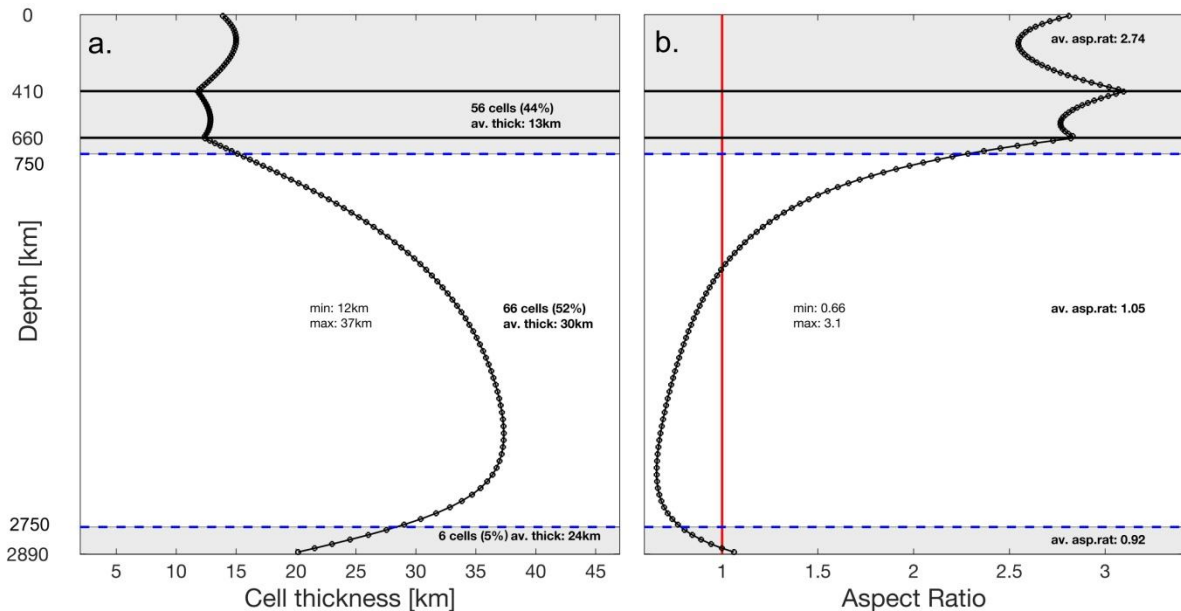 a.
b.
0
410
660
750
2750
2890
Depth [km]
56 cells (44%)
av. thick: 13km
min: 12km
max: 37km
66 cells (52%)
av. thick: 30km
6 cells (5%) av. thick: 24km
5 10 15 20 25 30 35 40 45
Cell thickness [km]
av. asp.rat: 2.74
min: 0.66
max: 3.1
av. asp.rat: 1.05
av. asp.rat: 0.92
1 1.5 2 2.5 3
Aspect Ratio